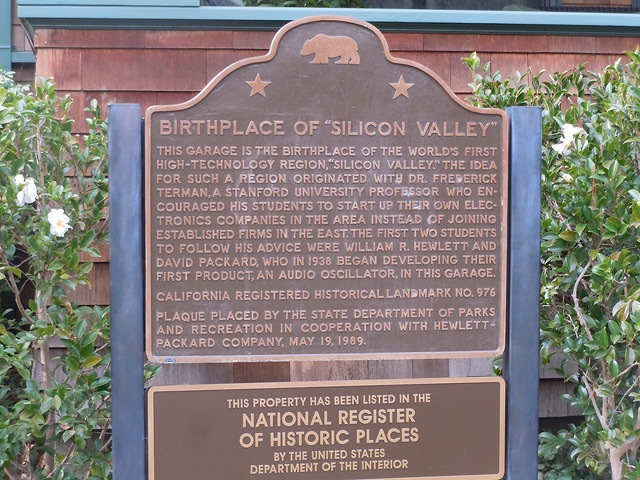 BIRTHPLACE OF "SILICON VALLEY"
THIS GARAGE IS THE BIRTHPLACE OF THE WORLD'S FIRST
HIGH-TECHNOLOGY REGION, "SILICON VALLEY." THE IDEA
FOR SUCH A REGION ORIGINATED WITH DR. FREDERICK
TERMAN, A STANFORD UNIVERSITY PROFESSOR WHO EN-
COURAGED HIS STUDENTS TO START UP THEIR OWN ELEC-
TRONICS COMPANIES IN THE AREA INSTEAD OF JOINING
ESTABLISHED FIRMS IN THE EAST. THE FIRST TWO STUDENTS
TO FOLLOW HIS ADVICE WERE WILLIAM R. HEWLETT AND
DAVID PACKARD, WHO IN 1938 BEGAN DEVELOPING THEIR
FIRST PRODUCT, AN AUDIO OSCILLATOR, IN THIS GARAGE.
CALIFORNIA REGISTERED HISTORICAL LANDMARK NO. 976
PLAQUE PLACED BY THE STATE DEPARTMENT OF PARKS
AND RECREATION IN COOPERATION WITH HEWLETT-
PACKARD COMPANY, MAY 19, 1989.
THIS PROPERTY HAS BEEN LISTED IN THE
NATIONAL REGISTER
OF HISTORIC PLACES
BY THE UNITED STATES
DEPARTMENT OF THE INTERIOR